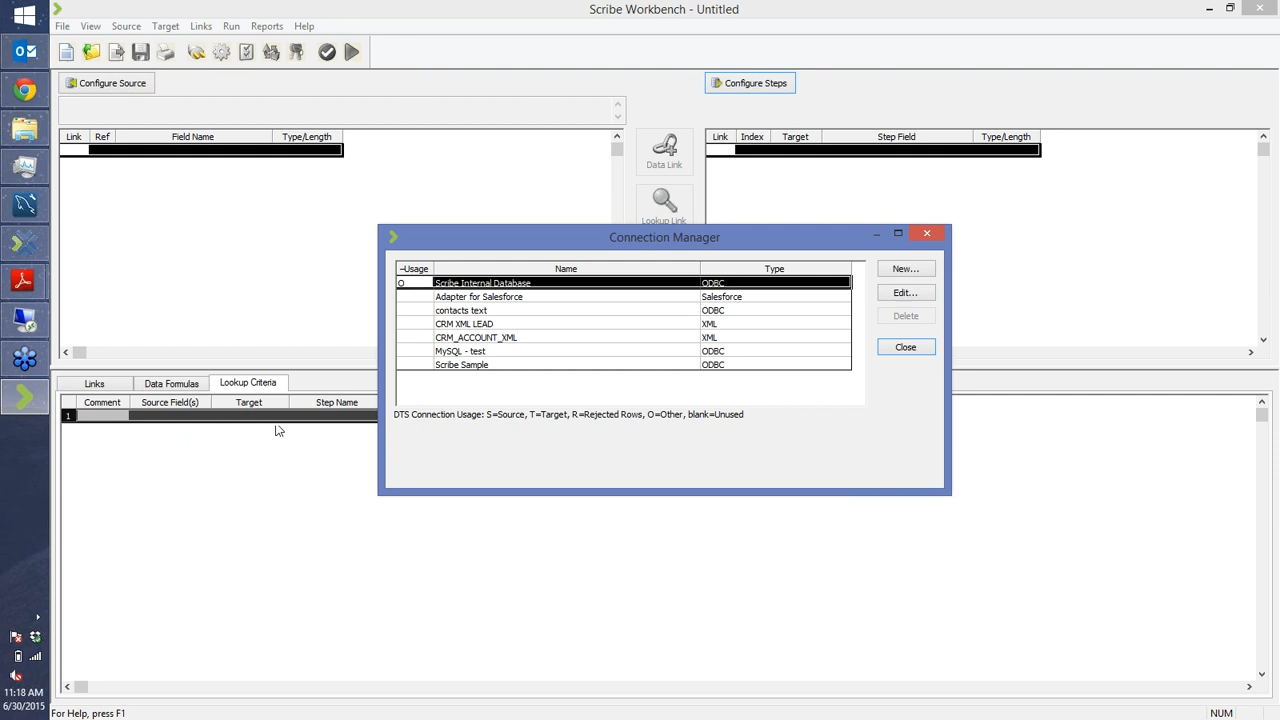 Scribe Workbench - Untitled
File View Source Target Links Run Reports Help
Configure Source
Configure Steps
Link Ref Field Name Type/Length
Link Index Target Step Field Type/Length
Data Link
Lookup Link
Connection Manager
~Usage Name Type
O Scribe Internal Database ODBC
Adapter for Salesforce Salesforce
contacts text ODBC
CRM XML LEAD XML
CRM_ACCOUNT_XML XML
MySQL - test ODBC
Scribe Sample ODBC
New...
Edit...
Delete
Close
DTS Connection Usage: S=Source, T=Target, R=Rejected Rows, O=Other, blank=Unused
Links Data Formulas Lookup Criteria
Comment Source Field(s) Target Step Name
1
11:18 AM
6/30/2015
For Help, press F1
NUM